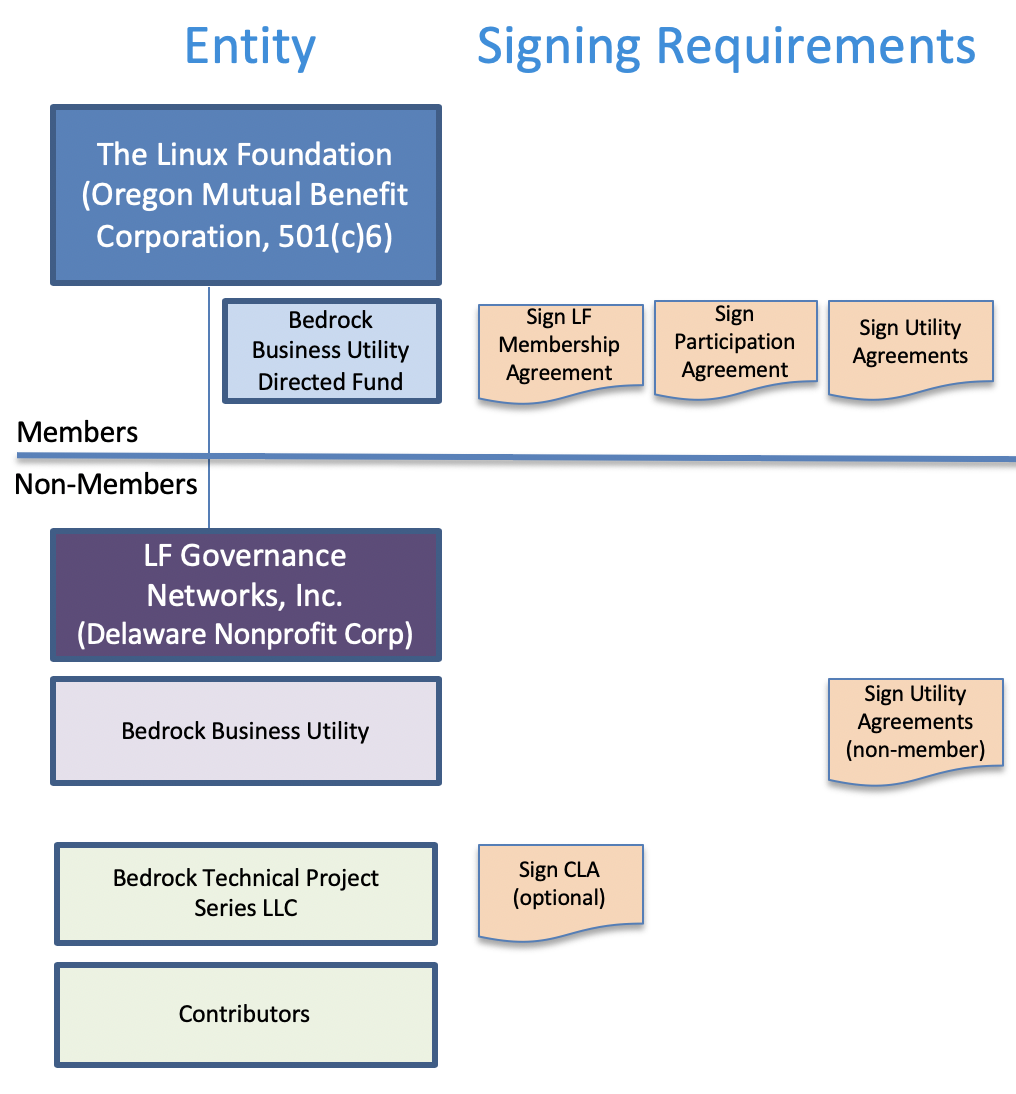 Entity
Signing Requirements
The Linux Foundation
(Oregon Mutual Benefit
Corporation, 501(c)6)
Bedrock
Business Utility
Directed Fund
Sign LF
Membership
Agreement
Sign
Participation
Agreement
Sign Utility
Agreements
Members
Non-Members
LF Governance
Networks, Inc.
(Delaware Nonprofit Corp)
Bedrock Business Utility
Sign Utility
Agreements
(non-member)
Bedrock Technical Project
Series LLC
Sign CLA
(optional)
Contributors